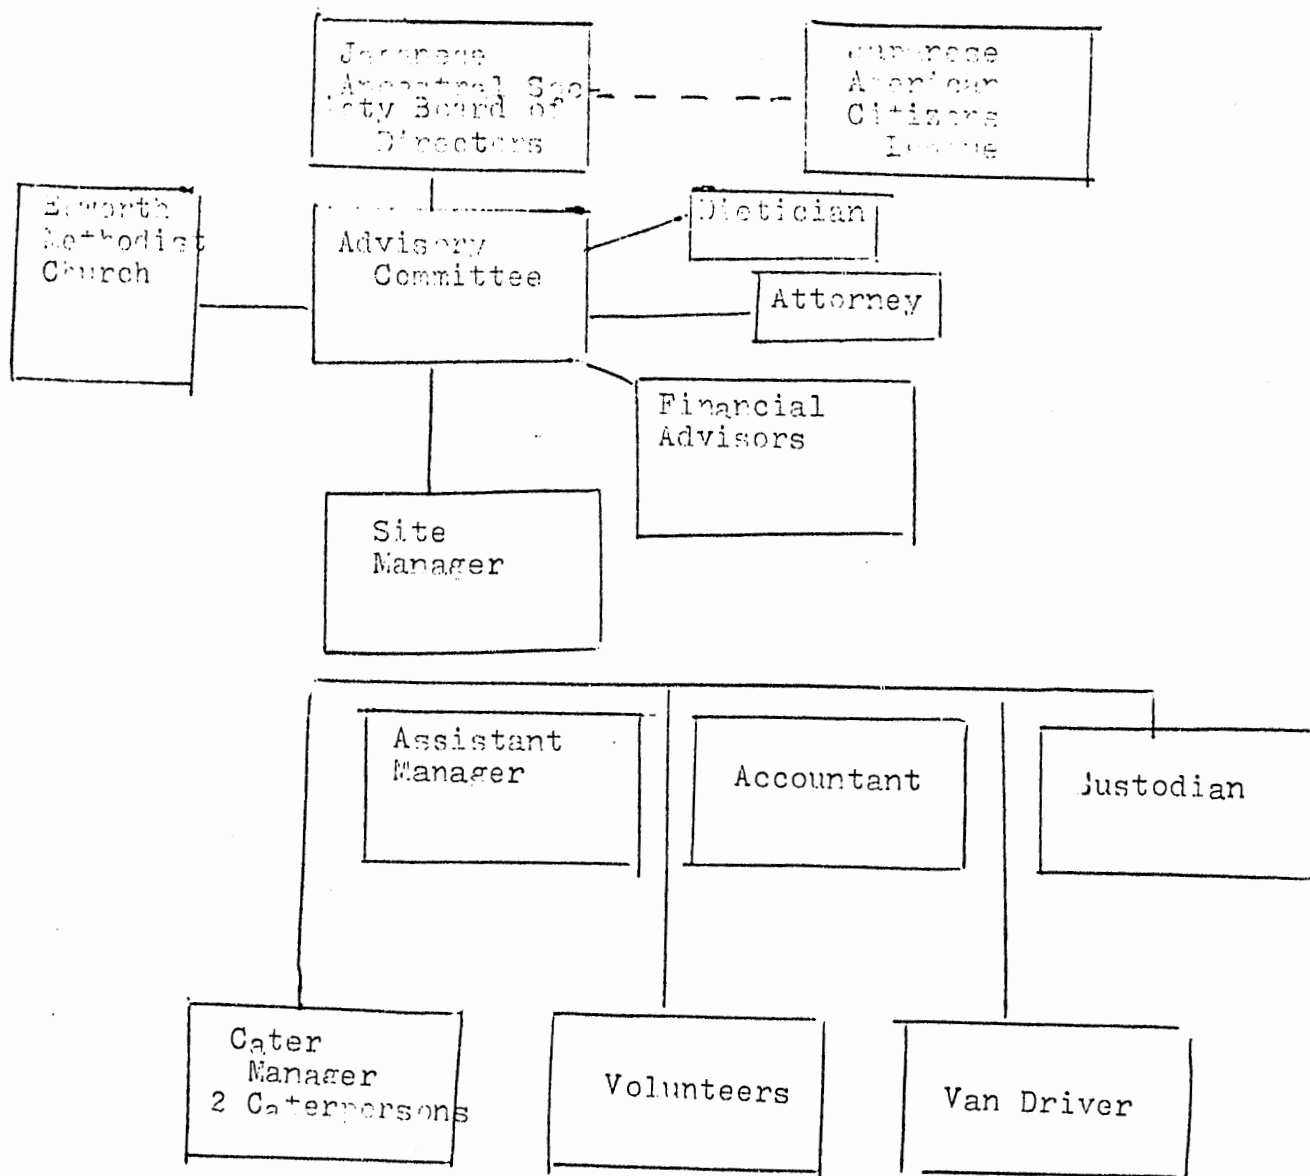 Japanese
Ancestral Soc-
iety Board of
Directors
Japanese
American
Citizens
League
Epworth
Methodist
Church
Advisory
Committee
Dietician
Attorney
Financial
Advisors
Site
Manager
Assistant
Manager
Accountant
Custodian
Cater
Manager
2 Caterpersons
Volunteers
Van Driver